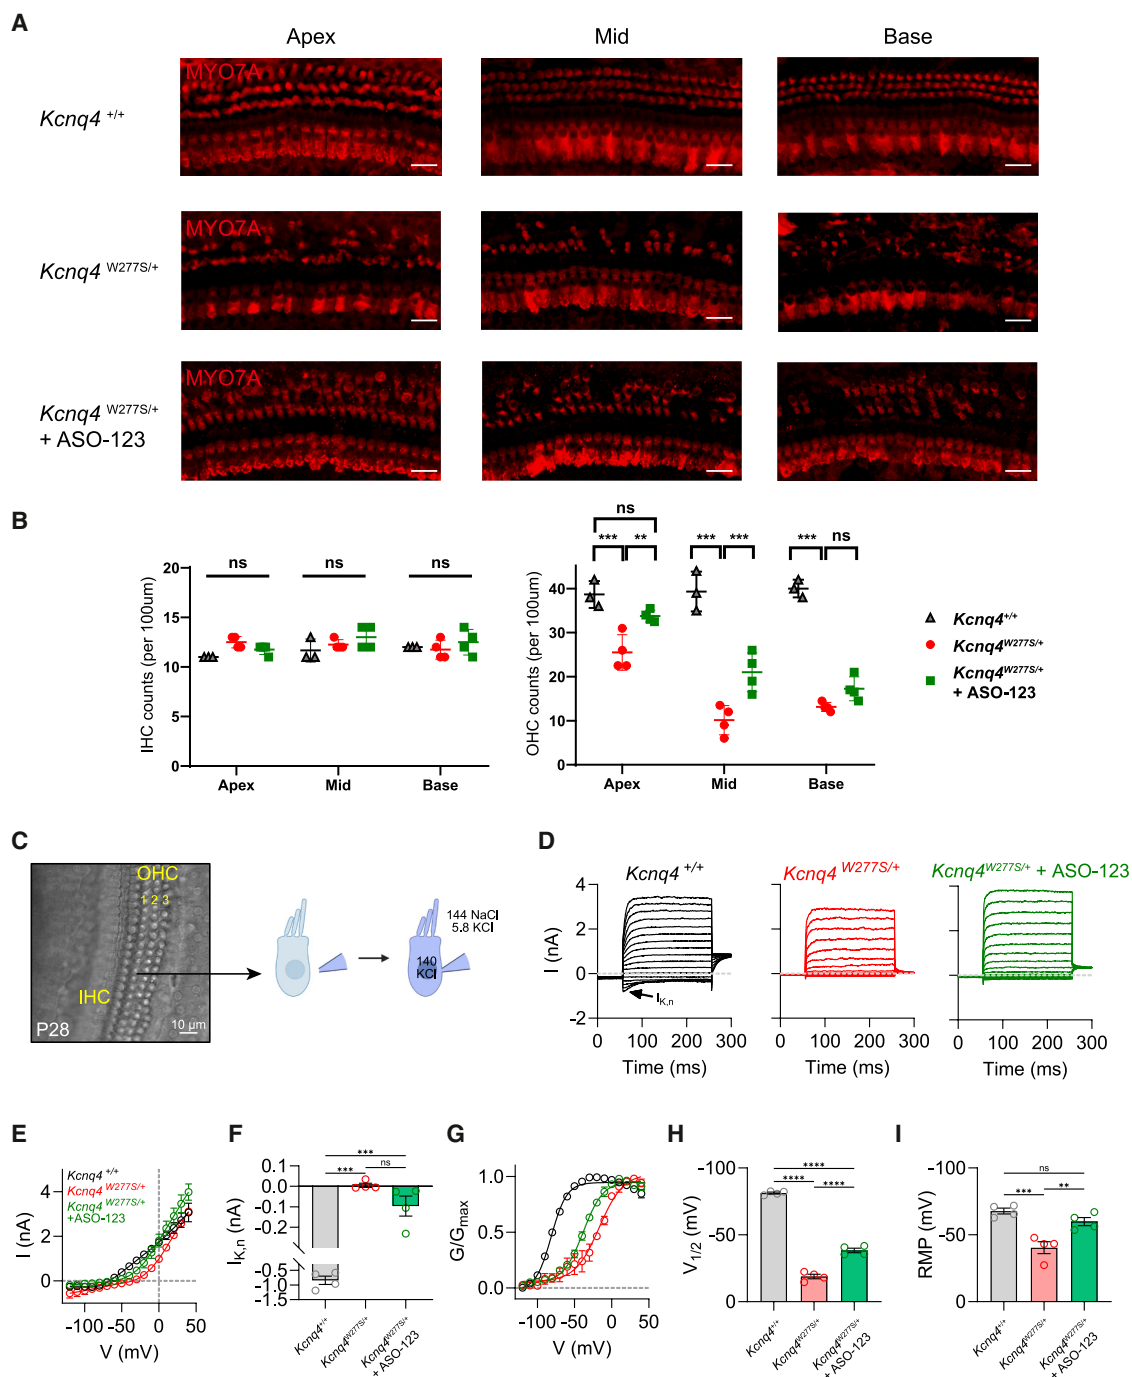 A
Apex
Mid
Base
Kcnq4 +/+
MYO7A
Kcnq4 W277S/+
MYO7A
Kcnq4 W277S/+
+ ASO-123
MYO7A
B
IHC counts (per 100um)
20
15
10
5
0
ns
ns
ns
Apex
Mid
Base
OHC counts (per 100um)
40
30
20
10
0
ns
***
**
***
***
***
ns
Apex
Mid
Base
Kcnq4+/+
Kcnq4W277S/+
Kcnq4W277S/+
+ ASO-123
C
OHC
1 2 3
IHC
P28
10 µm
140
KCl
144 NaCl
5.8 KCl
D
Kcnq4 +/+
Kcnq4 W277S/+
Kcnq4W277S/+ + ASO-123
I (nA)
4
2
0
-2
IK,n
0 100 200 300
Time (ms)
0 100 200 300
Time (ms)
0 100 200 300
Time (ms)
E
Kcnq4 +/+
Kcnq4 W277S/+
Kcnq4 W277S/+
+ASO-123
I (nA)
4
2
0
-100 -50 0 50
V (mV)
F
IK,n (nA)
0.1
0.0
-0.1
-0.2
-0.5
-1.0
-1.5
***
***
ns
Kcnq4+/+
Kcnq4W277S/+
Kcnq4W277S/+
+ ASO-123
G
G/Gmax
1.0
0.5
0.0
-100 -50 0 50
V (mV)
H
V1/2 (mV)
-100
-50
0
****
****
****
Kcnq4+/+
Kcnq4W277S/+
Kcnq4W277S/+
+ ASO-123
I
RMP (mV)
-100
-50
0
ns
***
**
Kcnq4+/+
Kcnq4W277S/+
Kcnq4W277S/+
+ ASO-123